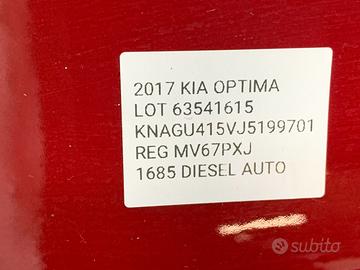 2017 KIA OPTIMA
LOT 63541615
KNAGU415VJ5199701
REG MV67PXJ
1685 DIESEL AUTO
subito